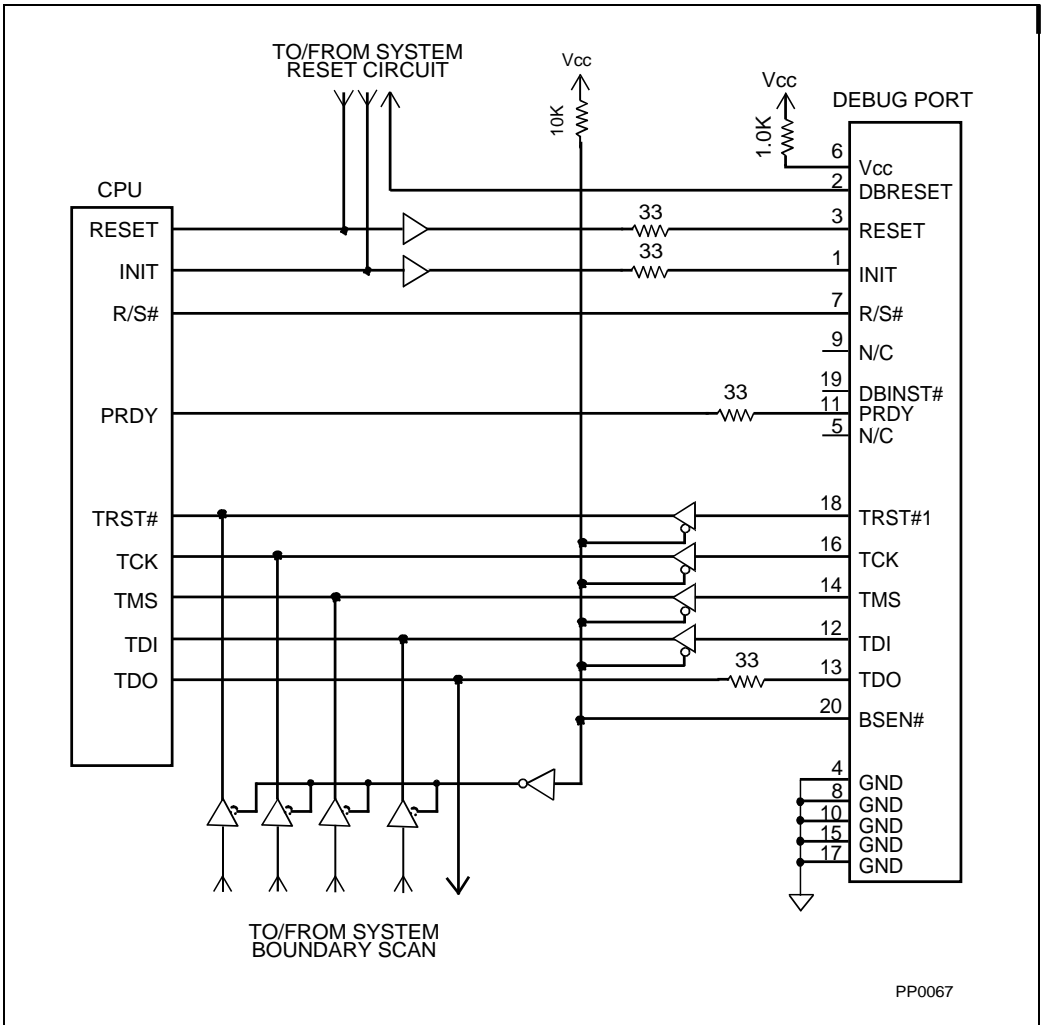 TO/FROM SYSTEM
RESET CIRCUIT
Vcc
10K
Vcc
1.0K
DEBUG PORT
CPU
6
Vcc
2
DBRESET
RESET
33
3
RESET
INIT
33
1
INIT
R/S#
7
R/S#
9
N/C
19
DBINST#
PRDY
33
11
PRDY
5
N/C
TRST#
18
TRST#1
TCK
16
TCK
TMS
14
TMS
TDI
12
TDI
TDO
33
13
TDO
20
BSEN#
4
GND
8
GND
10
GND
15
GND
17
GND
TO/FROM SYSTEM
BOUNDARY SCAN
PP0067